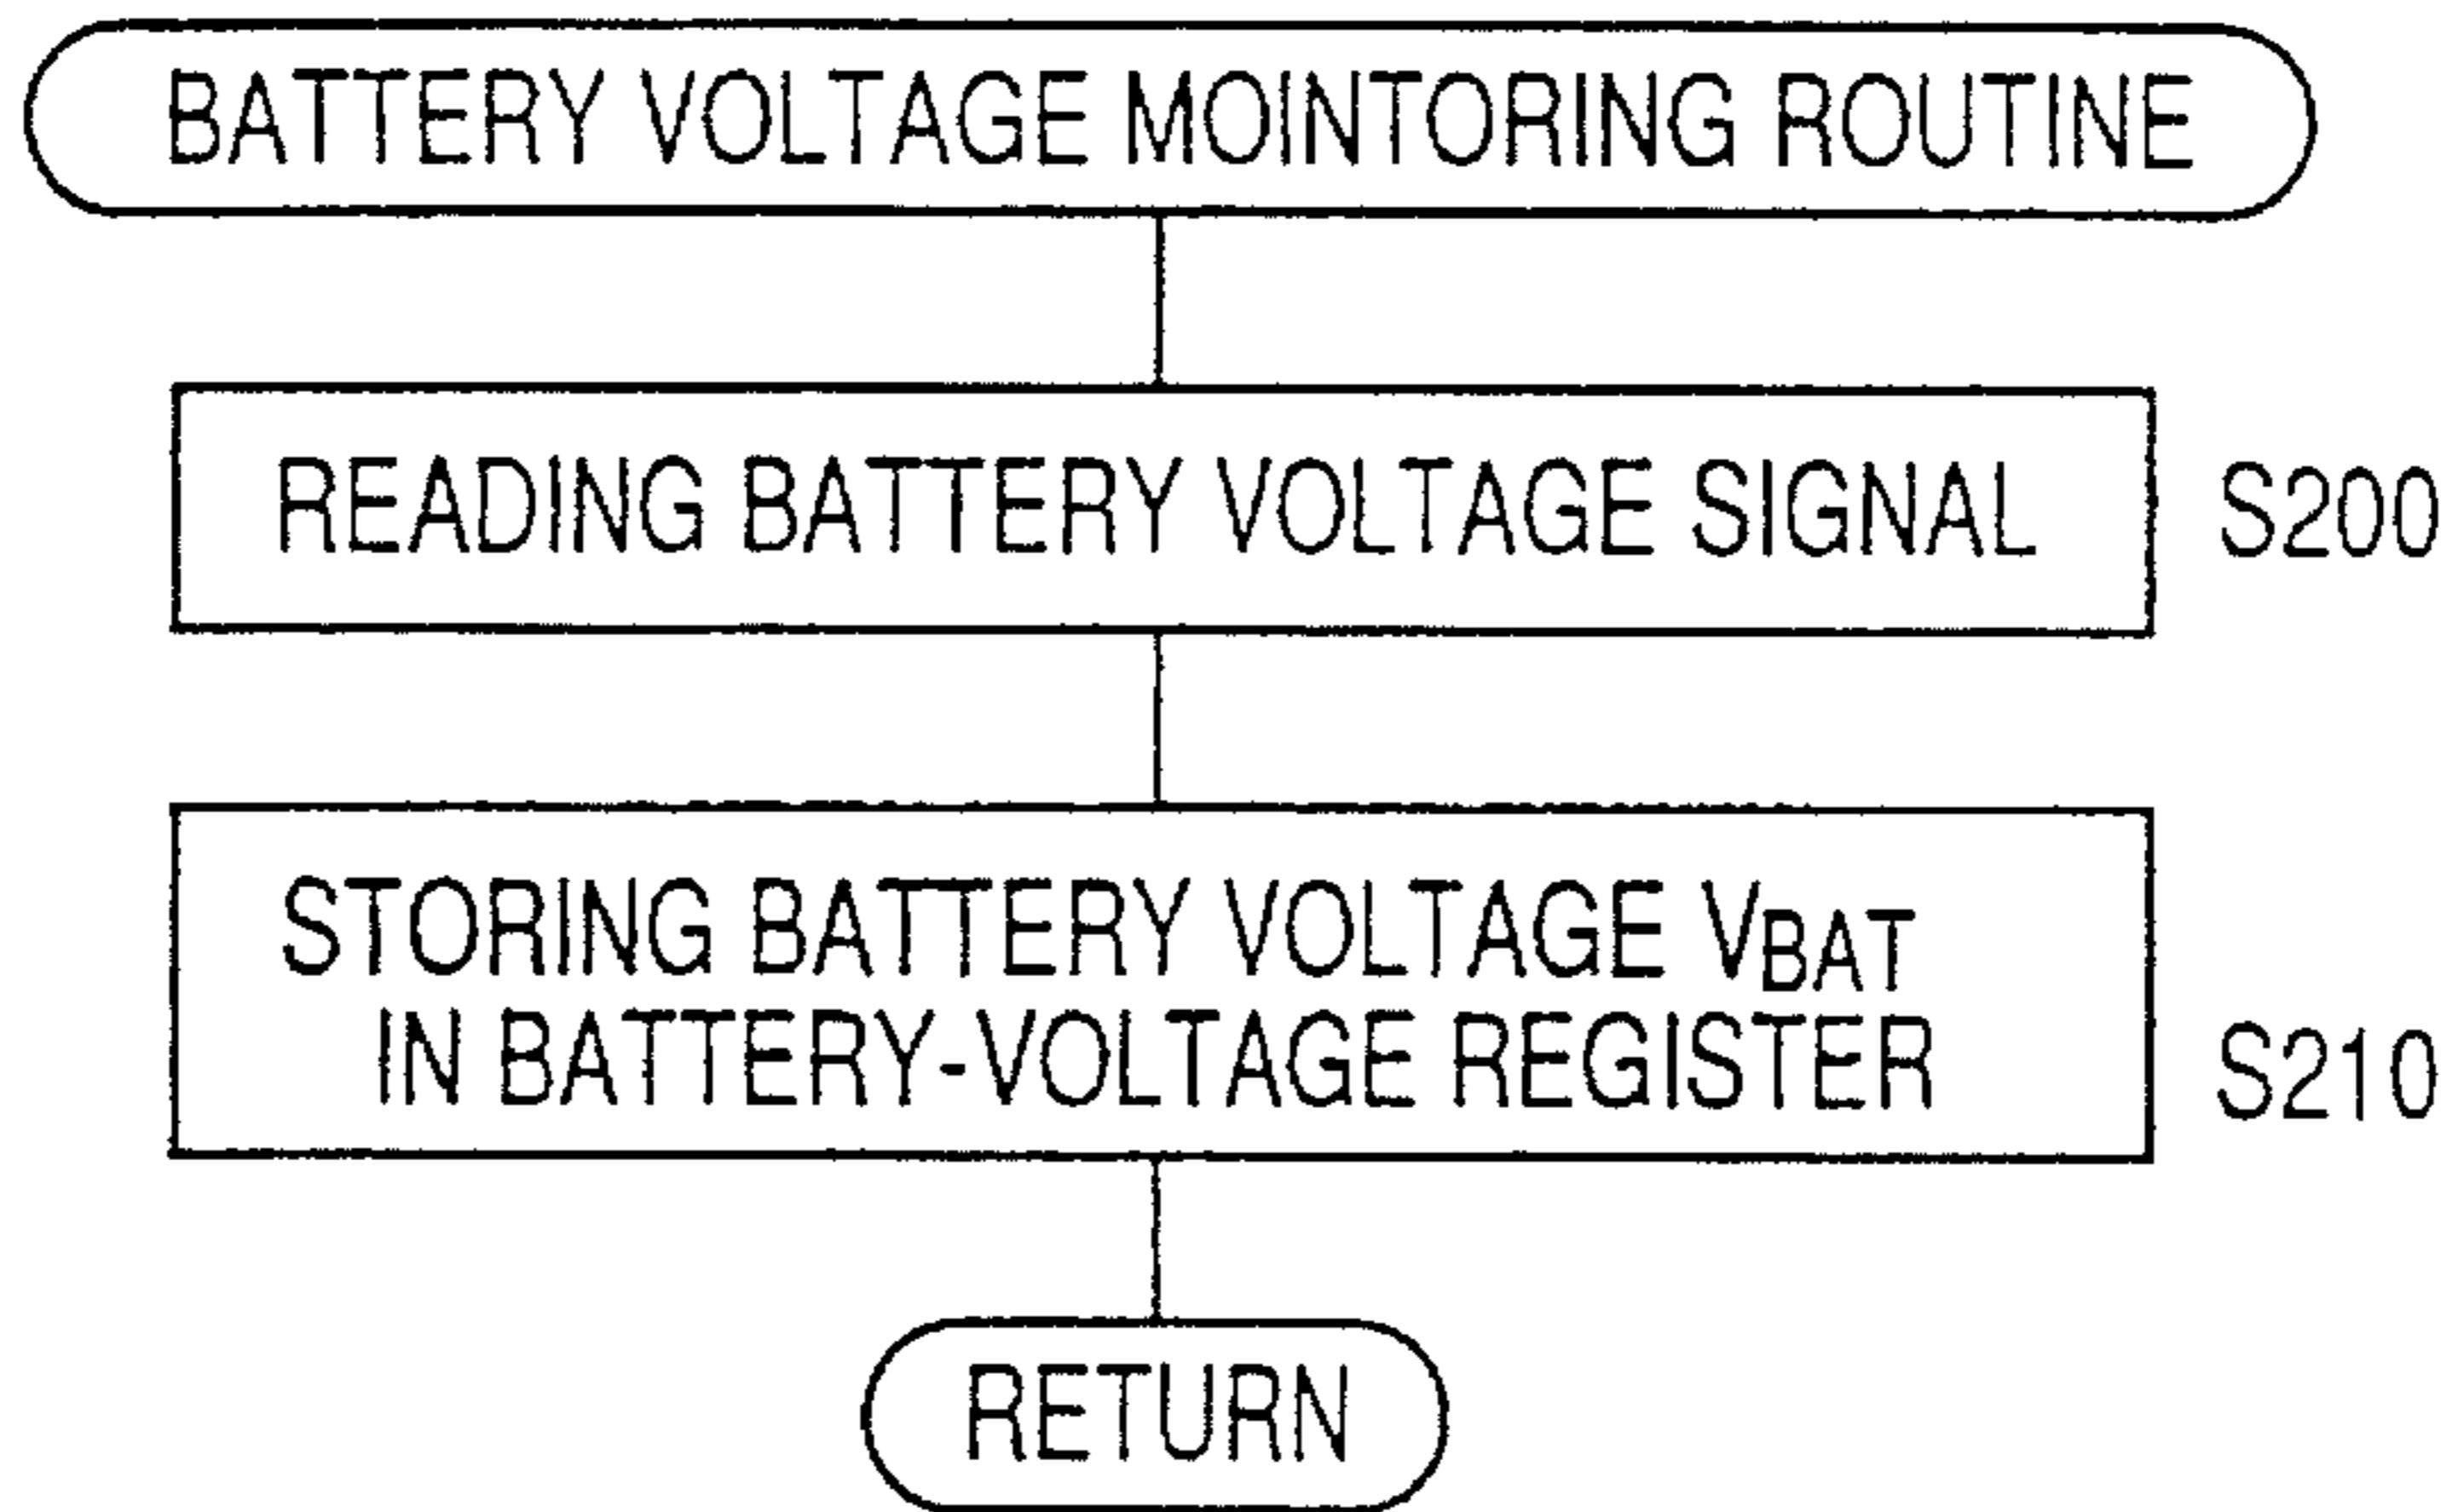 BATTERY VOLTAGE MOINTORING ROUTINE
READING BATTERY VOLTAGE SIGNAL
S200
STORING BATTERY VOLTAGE VBAT
IN BATTERY-VOLTAGE REGISTER
S210
RETURN